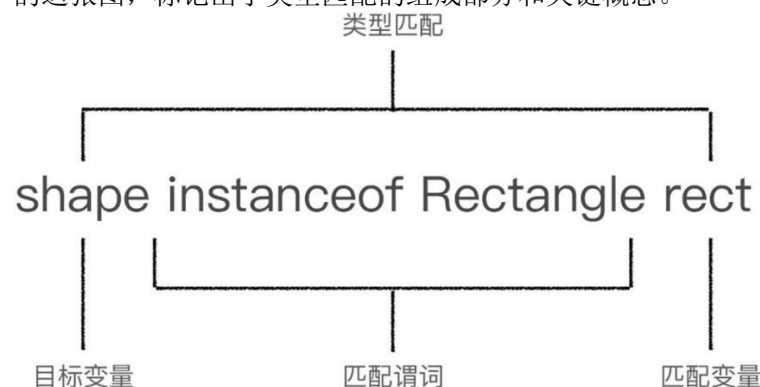 的这张图，标记出了类型匹配的组成部分和关键概念。
类型匹配
shape instanceof Rectangle rect
目标变量 匹配谓词 匹配变量